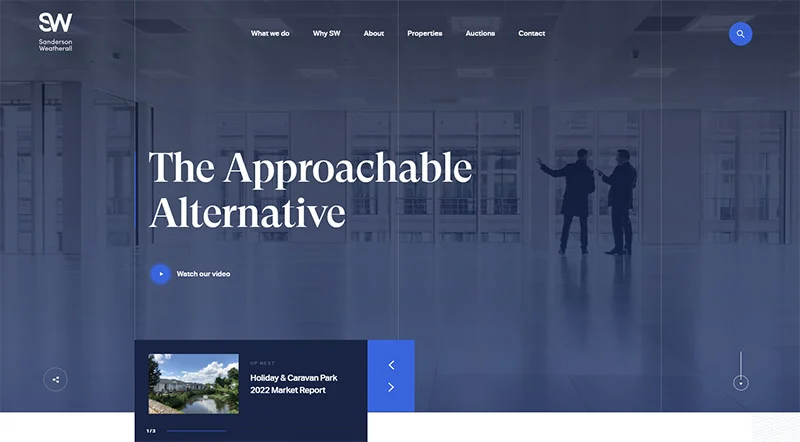 SW
Sanderson
Weatherall
What we do
Why SW
About
Properties
Auctions
Contact
The Approachable
Alternative
Watch our video
UP NEXT
Holiday & Caravan Park
2022 Market Report
1 / 3